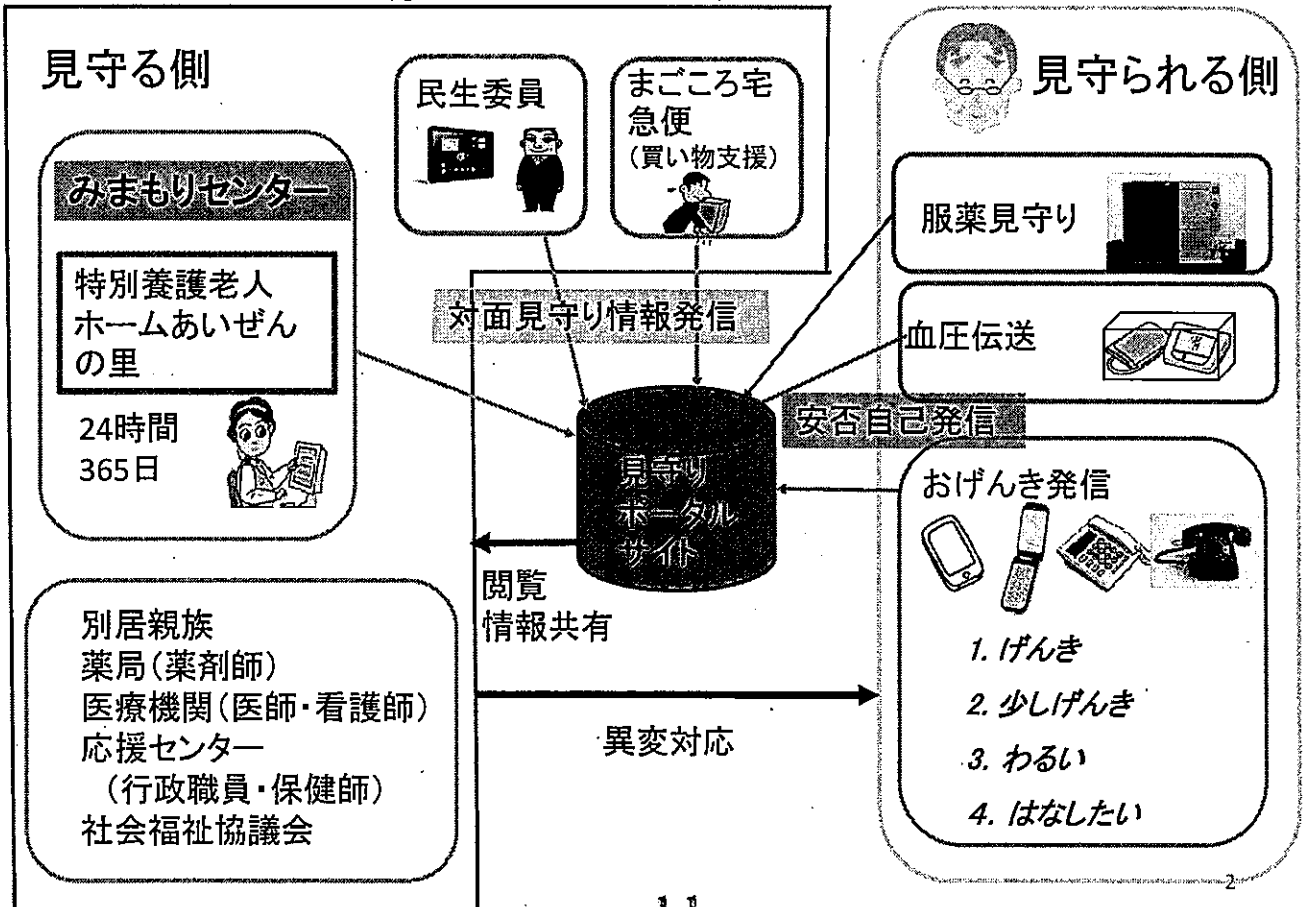 見守る側
みまもりセンター
特別養護老人
ホームあいぜん
の里
24時間
365日
民生委員
まごころ宅
急便
(買い物支援)
対面見守り情報発信
見守り
ポータル
サイト
閲覧
情報共有
異変対応
別居親族
薬局(薬剤師)
医療機関(医師・看護師)
応援センター
(行政職員・保健師)
社会福祉協議会
見守られる側
服薬見守り
血圧伝送
安否自己発信
おげんき発信
1. げんき
2. 少しげんき
3. わるい
4. はなしたい
2